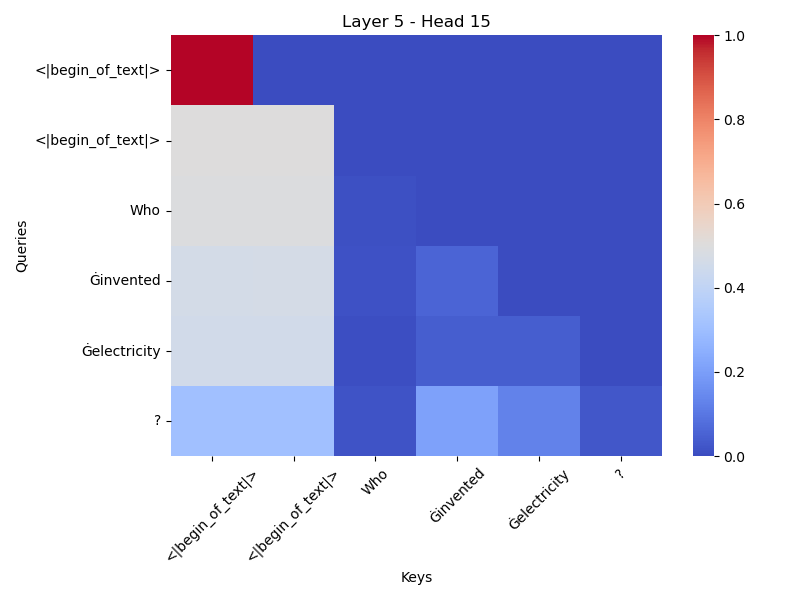 Layer 5 - Head 15
<|begin_of_text|>
<|begin_of_text|>
Who
Ġinvented
Ġelectricity
?
Queries
<|begin_of_text|>
<|begin_of_text|>
Who
Ġinvented
Ġelectricity
?
Keys
1.0
0.8
0.6
0.4
0.2
0.0